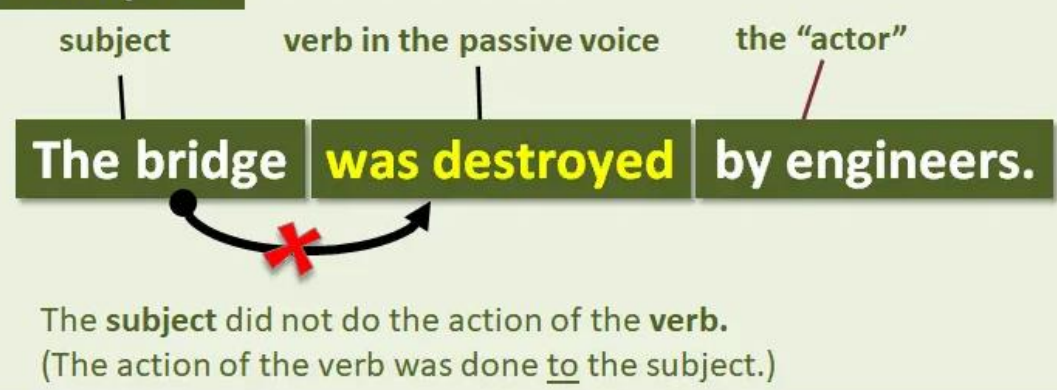 subject verb in the passive voice the “actor”
The bridge was destroyed by engineers.
The subject did not do the action of the verb.
(The action of the verb was done to the subject.)